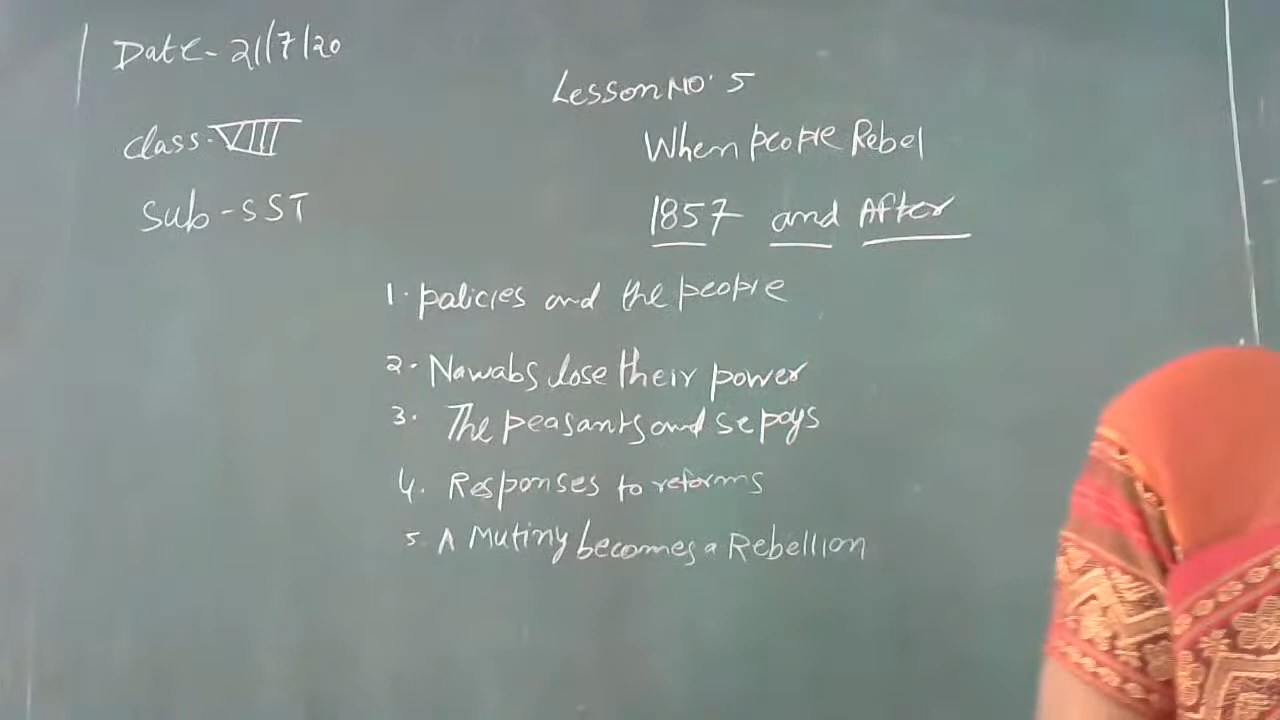 Date - 21/7/20
Lesson No. 5
Class. VIII
When people Rebel
Sub - SST
1857 and After
1. policies and the people
2. Nawabs lose their power
3. The peasants and sepoys
4. Responses to reforms
5. A Mutiny becomes a Rebellion